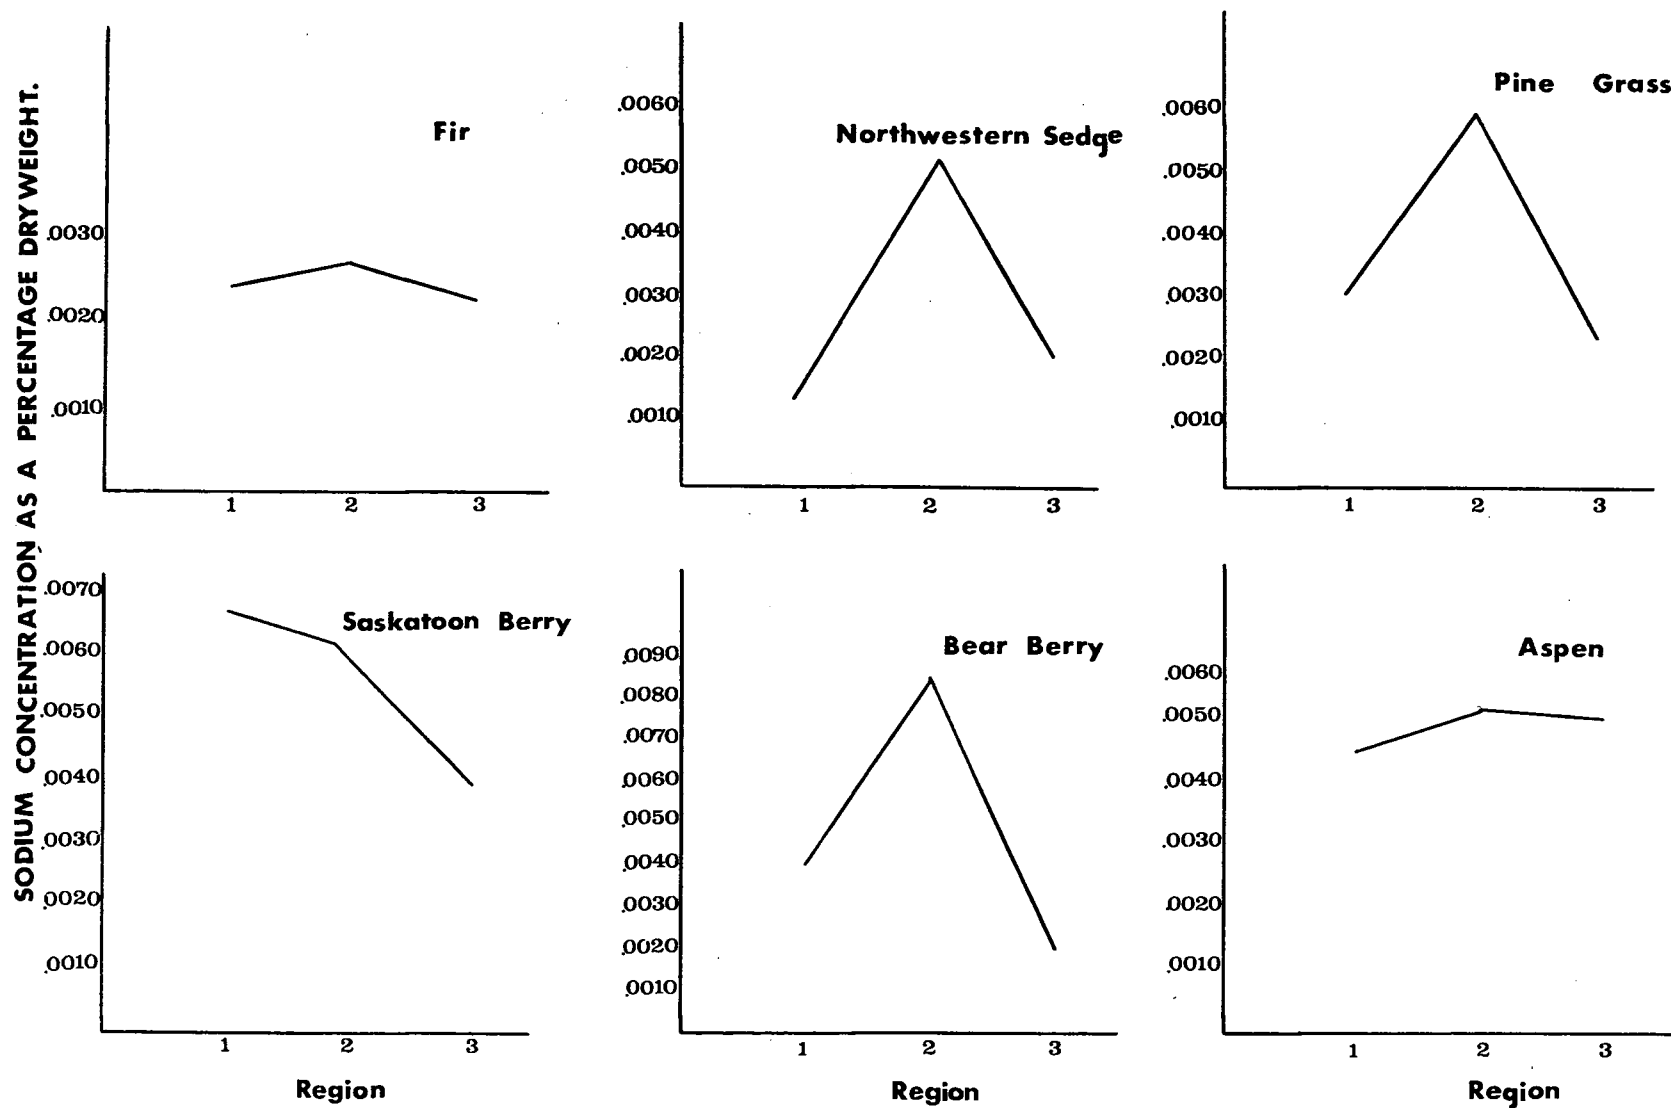 SODIUM CONCENTRATION AS A PERCENTAGE DRYWEIGHT.
Fir
.0030
.0020
.0010
1 2 3
Northwestern Sedge
.0060
.0050
.0040
.0030
.0020
.0010
1 2 3
Pine Grass
.0060
.0050
.0040
.0030
.0020
.0010
1 2 3
Saskatoon Berry
.0070
.0060
.0050
.0040
.0030
.0020
.0010
1 2 3
Region
Bear Berry
.0090
.0080
.0070
.0060
.0050
.0040
.0030
.0020
.0010
1 2 3
Region
Aspen
.0060
.0050
.0040
.0030
.0020
.0010
1 2 3
Region